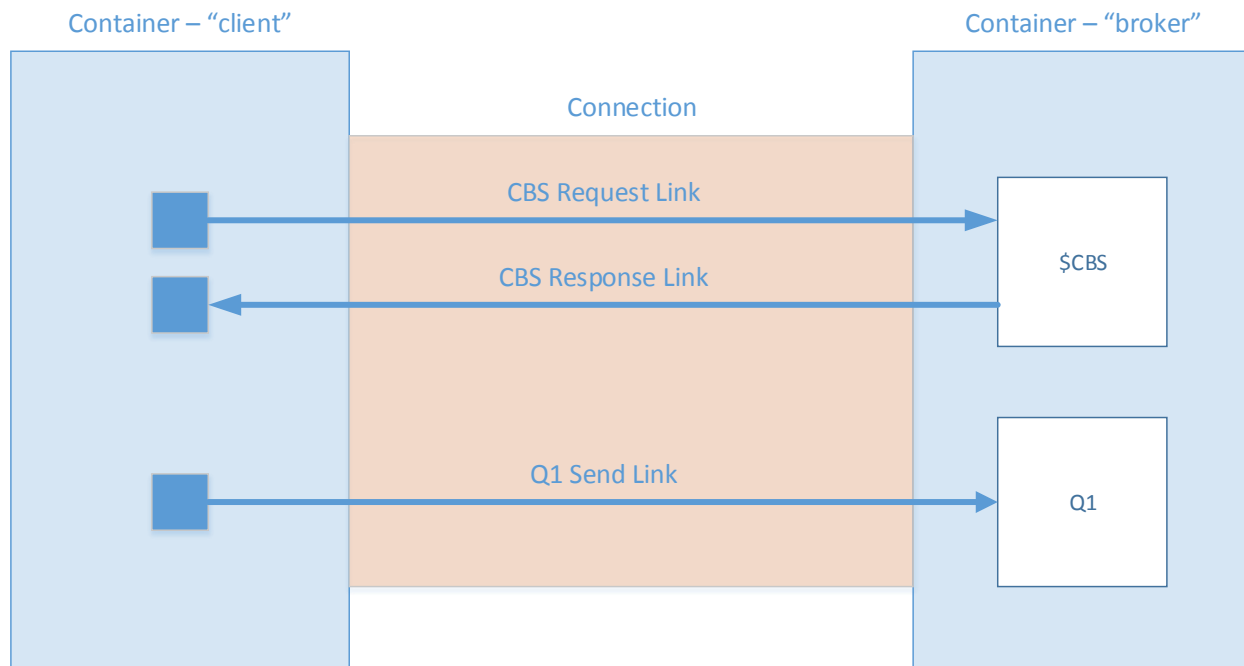 Container – “client”
Container – “broker”
Connection
CBS Request Link
$CBS
CBS Response Link
Q1 Send Link
Q1